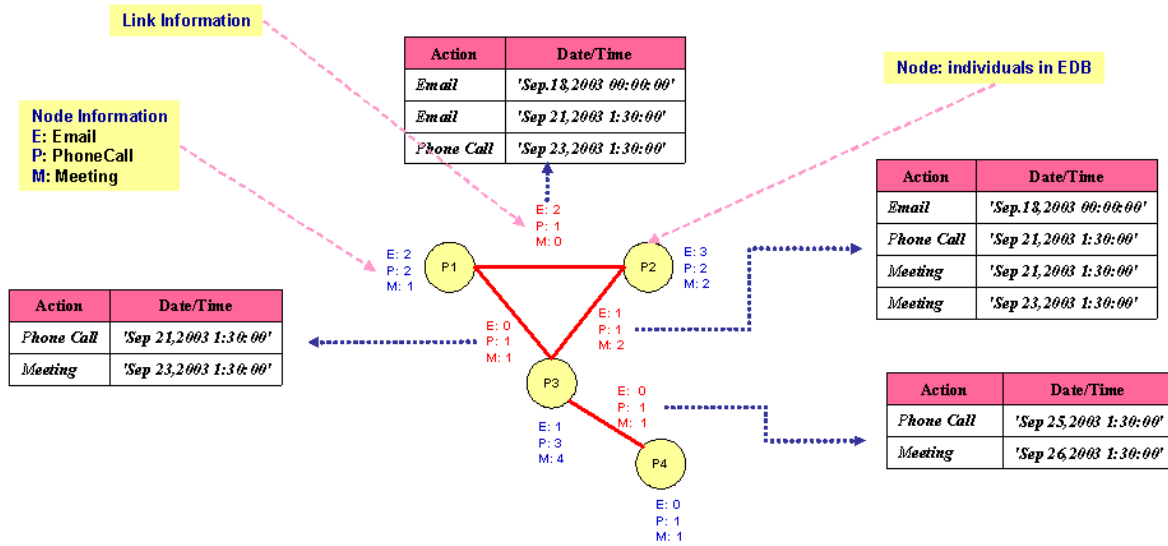 Link Information
Action Date/Time
Email 'Sep.18,2003 00:00:00'
Email 'Sep 21,2003 1:30:00'
Phone Call 'Sep 23,2003 1:30:00'
Node: individuals in EDB
Node Information
E: Email
P: PhoneCall
M: Meeting
Action Date/Time
Email 'Sep.18,2003 00:00:00'
Phone Call 'Sep 21,2003 1:30:00'
Meeting 'Sep 21,2003 1:30:00'
Meeting 'Sep 23,2003 1:30:00'
E: 2
P: 1
M: 0
E: 2
P: 2
M: 1
P1
P2
E: 3
P: 2
M: 2
Action Date/Time
Phone Call 'Sep 21,2003 1:30:00'
Meeting 'Sep 23,2003 1:30:00'
E: 0
P: 1
M: 1
E: 1
P: 1
M: 2
P3
E: 0
P: 1
M: 1
Action Date/Time
Phone Call 'Sep 25,2003 1:30:00'
Meeting 'Sep 26,2003 1:30:00'
E: 1
P: 3
M: 4
P4
E: 0
P: 1
M: 1